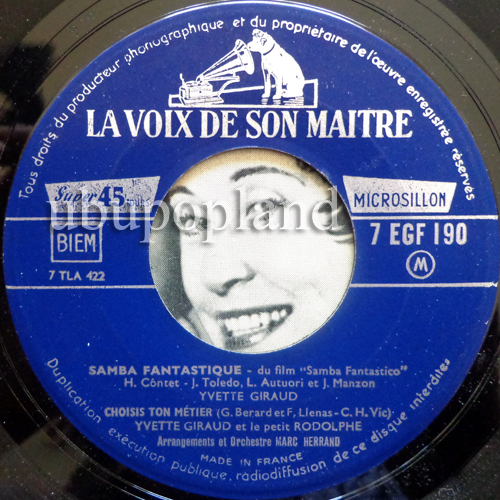 Tous droits du producteur phonographique et du propriétaire de l'œuvre enregistrée réservés
LA VOIX DE SON MAITRE
Super 45 tours
MICROSILLON
ubupopland
BIEM
7 EGF 190
7 TLA 422
M
SAMBA FANTASTIQUE - du film "Samba Fantastico"
H. Contet - J. Toledo, L. Autuori et J. Manzon
YVETTE GIRAUD
CHOISIS TON MÉTIER (G. Berard et F. Llenas - C. H. Vic)
YVETTE GIRAUD et le petit RODOLPHE
Arrangements et Orchestre MARC HERRAND
MADE IN FRANCE
Duplication exécution publique, radiodiffusion de ce disque interdites